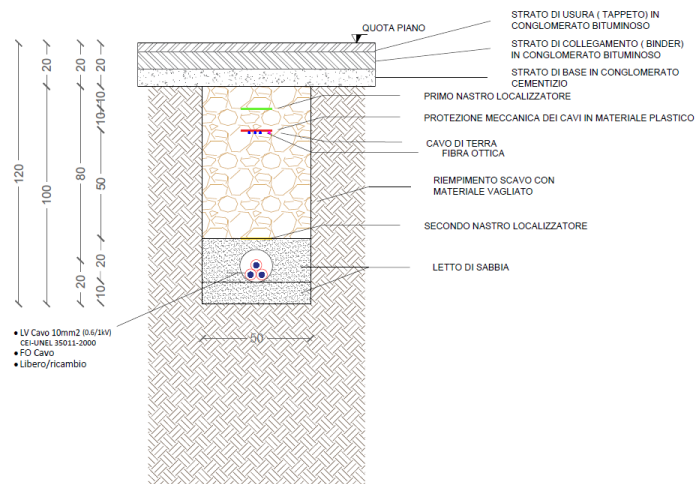 QUOTA PIANO
STRATO DI USURA ( TAPPETO) IN
CONGLOMERATO BITUMINOSO
STRATO DI COLLEGAMENTO ( BINDER)
IN CONGLOMERATO BITUMINOSO
STRATO DI BASE IN CONGLOMERATO
CEMENTIZIO
PRIMO NASTRO LOCALIZZATORE
PROTEZIONE MECCANICA DEI CAVI IN MATERIALE PLASTICO
CAVO DI TERRA
FIBRA OTTICA
RIEMPIMENTO SCAVO CON
MATERIALE VAGLIATO
SECONDO NASTRO LOCALIZZATORE
LETTO DI SABBIA
120
20
100
20
80
20
20
10
10
50
20
10
50
• LV Cavo 10mm2 (0.6/1kV)
CEI-UNEL 35011-2000
• FO Cavo
• Libero/ricambio